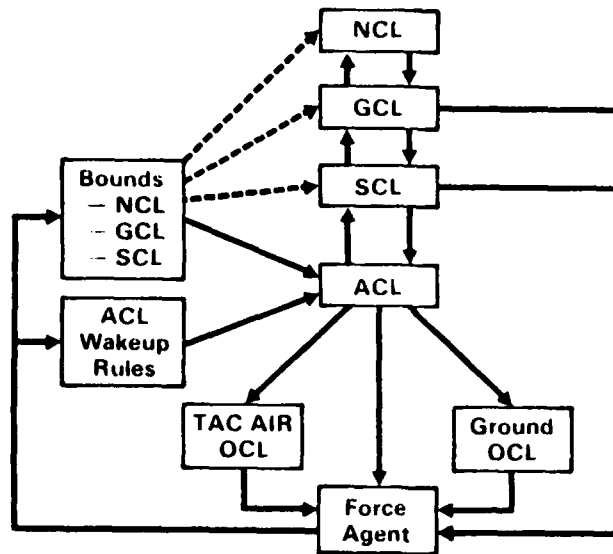 NCL
GCL
SCL
Bounds
– NCL
– GCL
– SCL
ACL
ACL
Wakeup
Rules
TAC AIR
OCL
Ground
OCL
Force
Agent